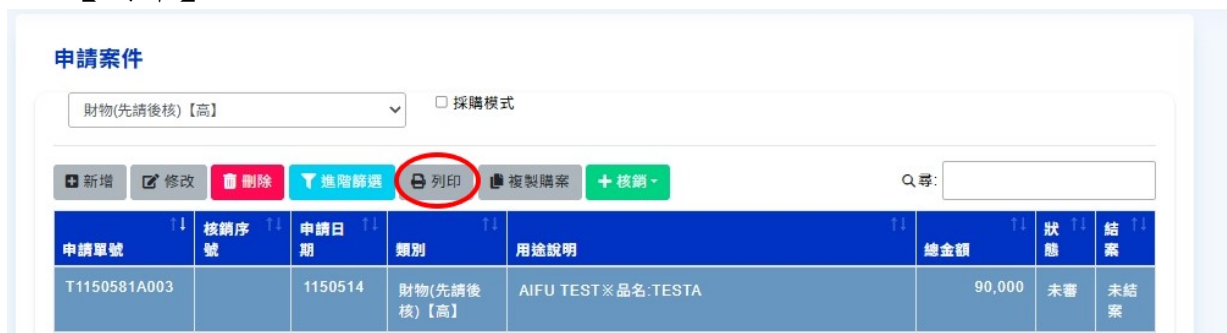 申請案件
財物(先請後核)【高】
採購模式
新增 修改 刪除 進階篩選 列印 複製購案 核銷 尋:
申請單號 核銷序號 申請日期 類別 用途說明 總金額 狀態 結案
T1150581A003 1150514 財物(先請後核)【高】 AIFU TEST※品名:TESTA 90,000 未審 未結案